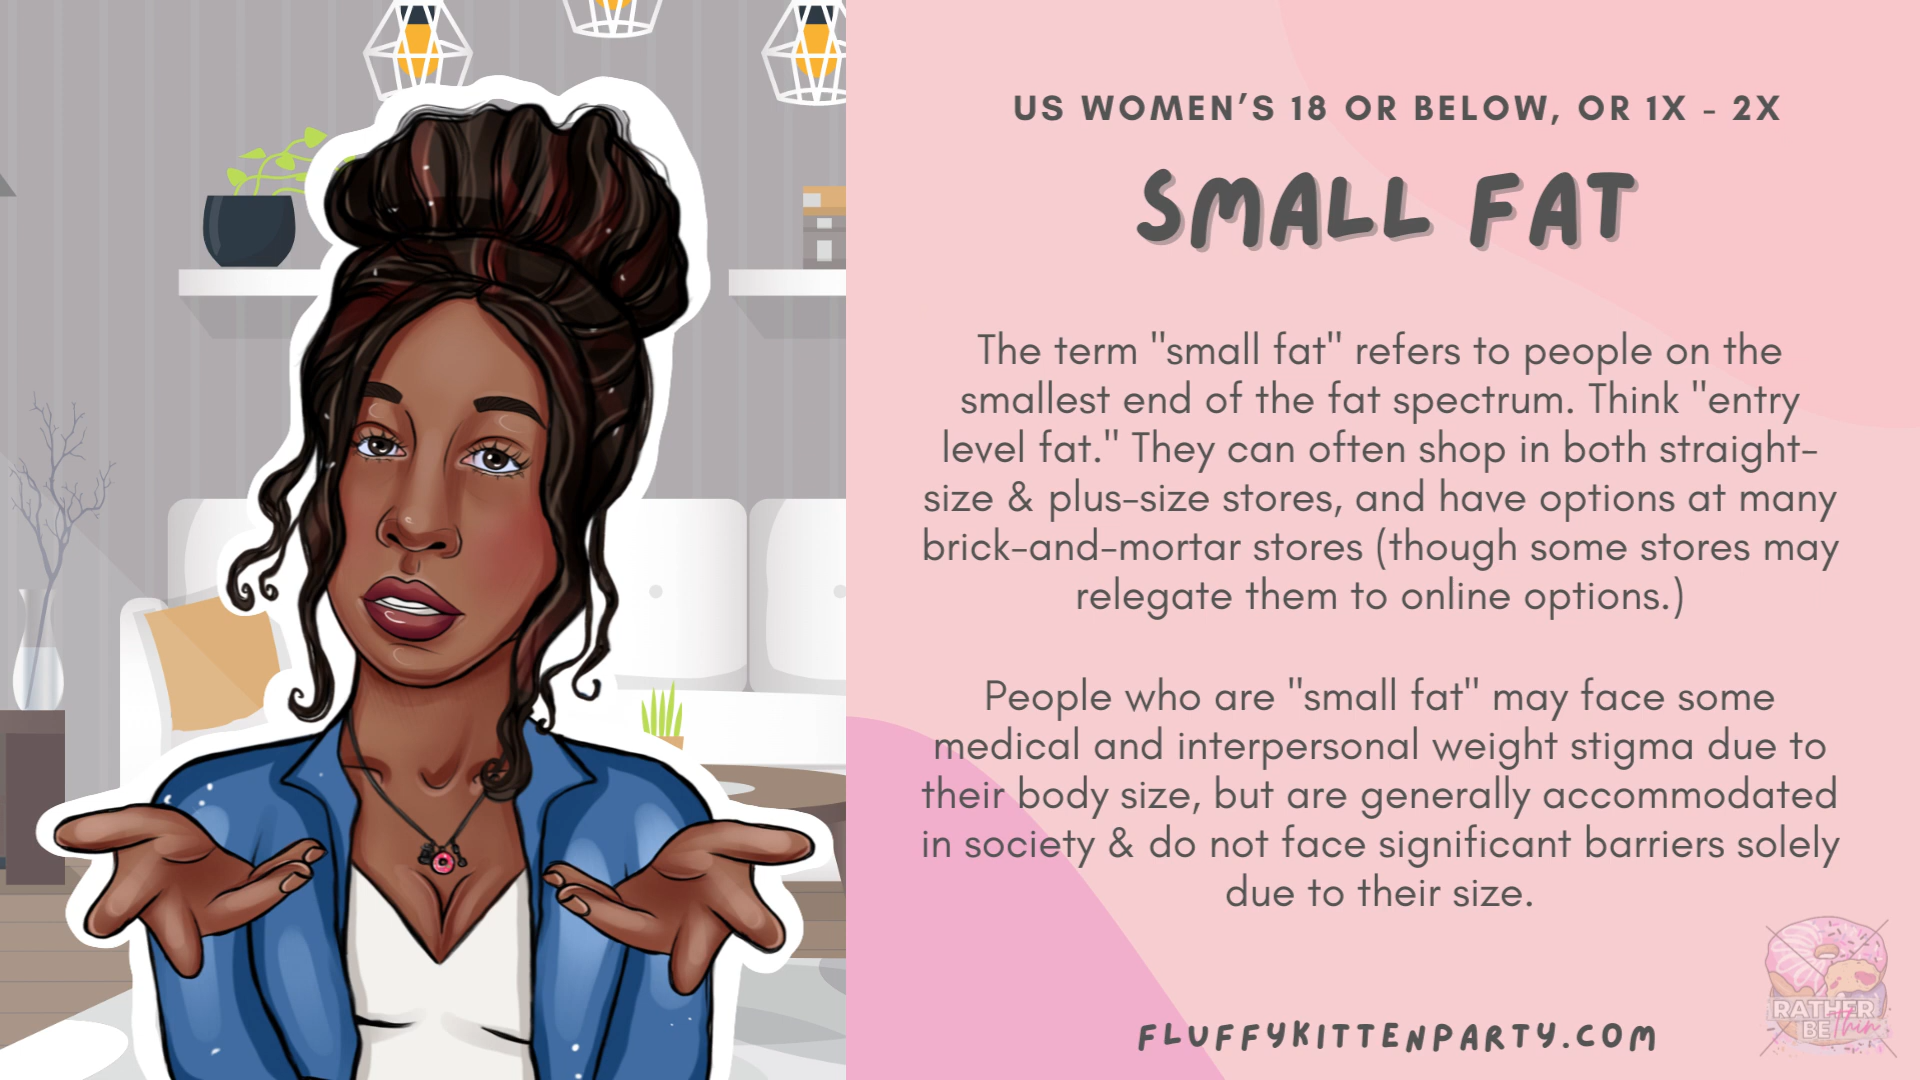 US WOMEN’S 18 OR BELOW, OR 1X - 2X
SMALL FAT
The term "small fat" refers to people on the
smallest end of the fat spectrum. Think "entry
level fat." They can often shop in both straight-
size & plus-size stores, and have options at many
brick-and-mortar stores (though some stores may
relegate them to online options.)
People who are "small fat" may face some
medical and interpersonal weight stigma due to
their body size, but are generally accommodated
in society & do not face significant barriers solely
due to their size.
FLUFFYKITTENPARTY.COM
RATHER
BE Thin